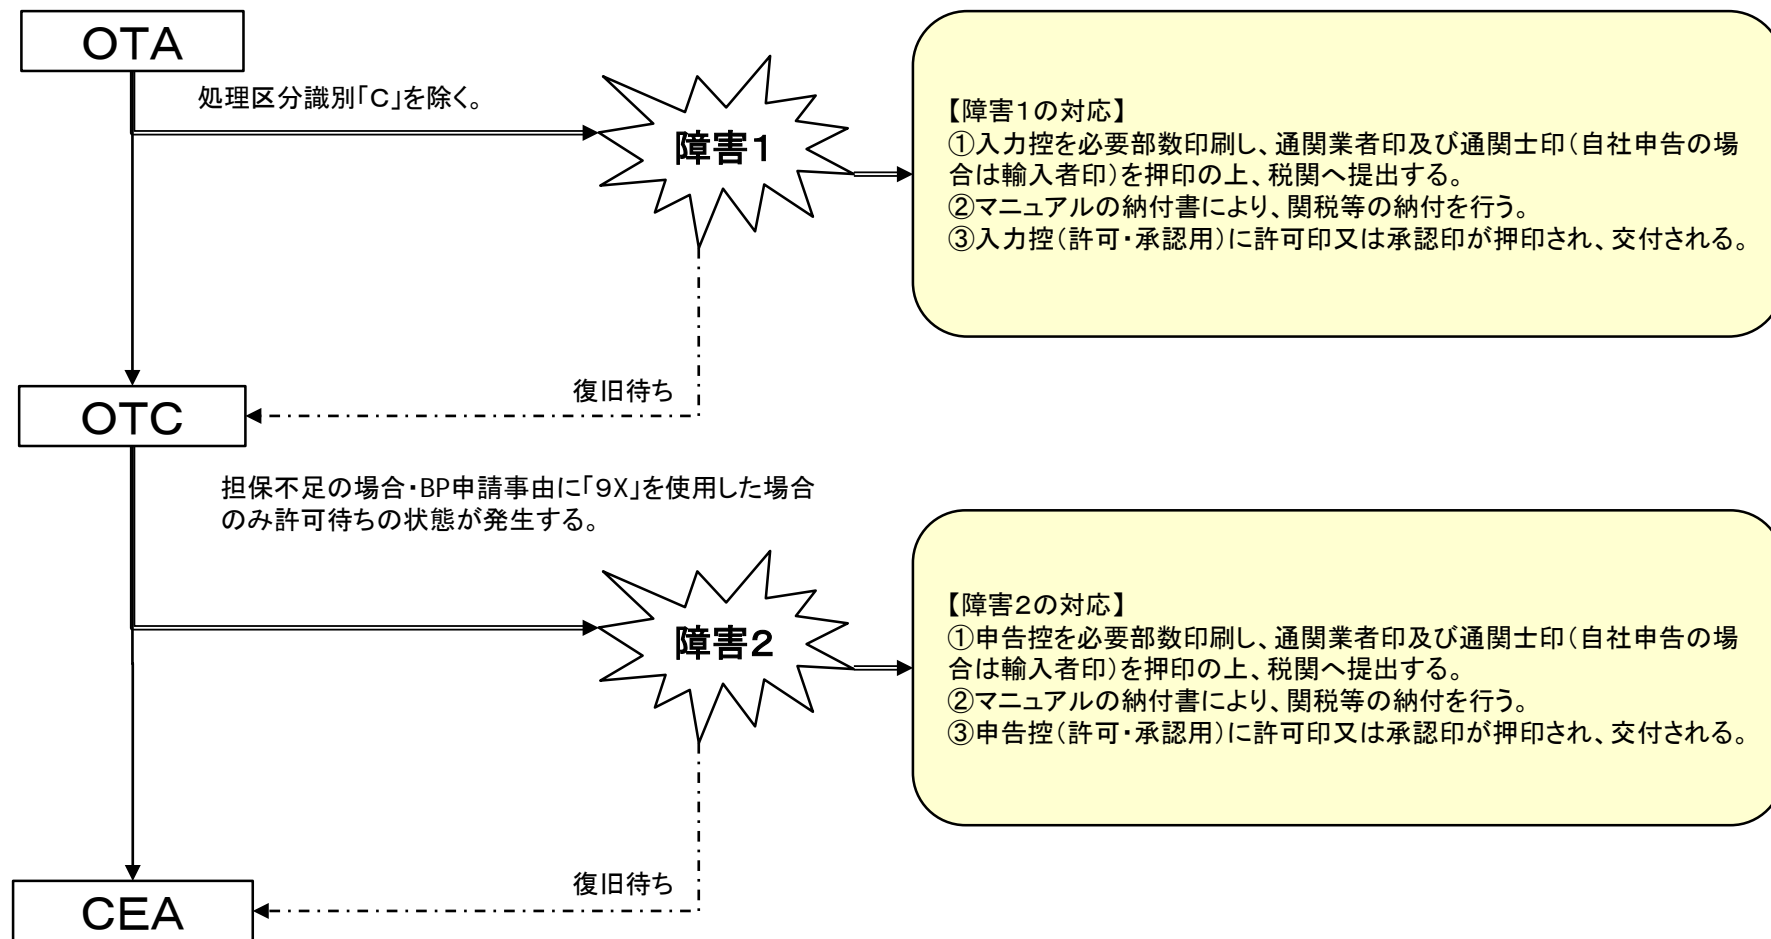 OTA
処理区分識別「C」を除く。
障害1
【障害1の対応】
①入力控を必要部数印刷し、通関業者印及び通関士印(自社申告の場
合は輸入者印)を押印の上、税関へ提出する。
②マニュアルの納付書により、関税等の納付を行う。
③入力控(許可・承認用)に許可印又は承認印が押印され、交付される。
復旧待ち
OTC
担保不足の場合・BP申請事由に「9X」を使用した場合
のみ許可待ちの状態が発生する。
障害2
【障害2の対応】
①申告控を必要部数印刷し、通関業者印及び通関士印(自社申告の場
合は輸入者印)を押印の上、税関へ提出する。
②マニュアルの納付書により、関税等の納付を行う。
③申告控(許可・承認用)に許可印又は承認印が押印され、交付される。
復旧待ち
CEA